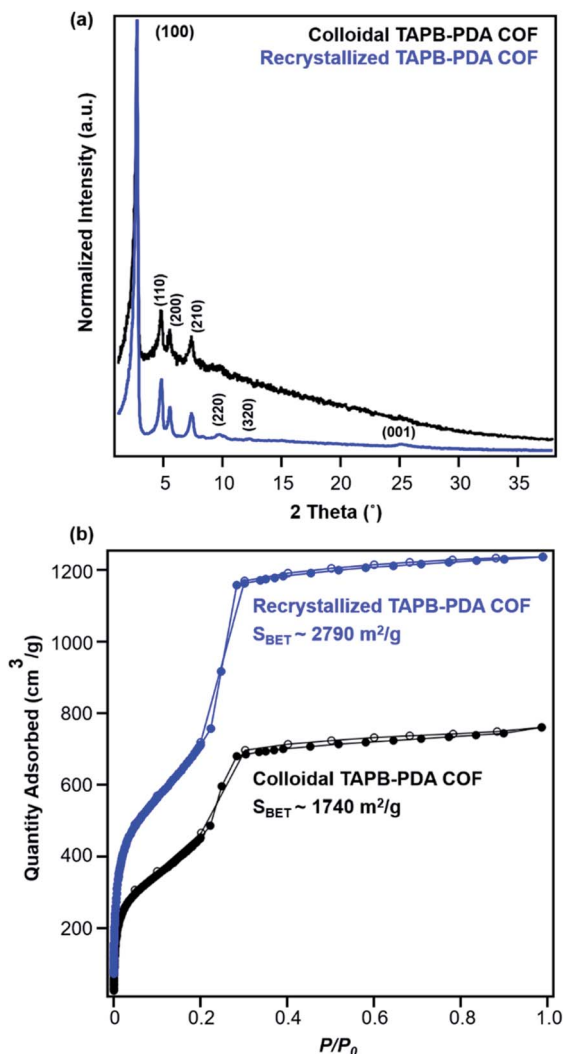 (a)
(100)
Colloidal TAPB-PDA COF
Recrystallized TAPB-PDA COF
Normalized Intensity (a.u.)
(110)
(200)
(210)
(220)
(320)
(001)
5 10 15 20 25 30 35
2 Theta (°)
(b)
1200
1000
800
600
400
200
Quantity Adsorbed (cm³/g)
Recrystallized TAPB-PDA COF
S_BET ~ 2790 m²/g
Colloidal TAPB-PDA COF
S_BET ~ 1740 m²/g
0 0.2 0.4 0.6 0.8 1.0
P/P₀